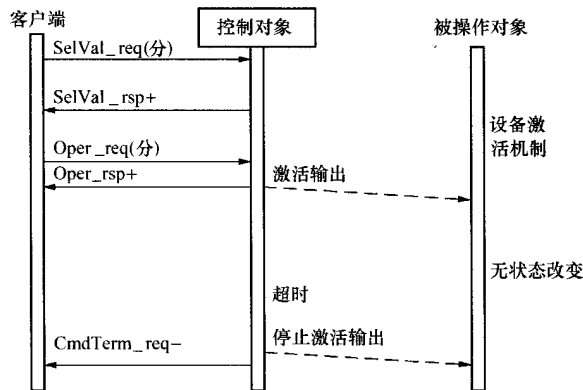 客户端
控制对象
被操作对象
SelVal_req(分)
SelVal_rsp+
设备激
活机制
Oper_req(分)
Oper_rsp+
激活输出
无状态改变
超时
停止激活输出
CmdTerm_req−